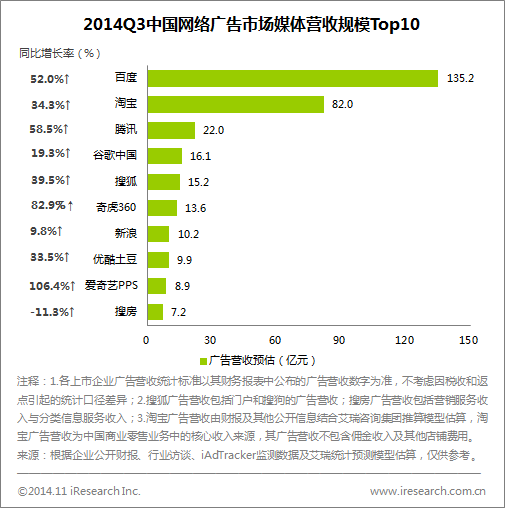 2014Q3中国网络广告市场媒体营收规模Top10
同比增长率（%）
52.0%↑ 百度 135.2
34.3%↑ 淘宝 82.0
58.5%↑ 腾讯 22.0
19.3%↑ 谷歌中国 16.1
39.5%↑ 搜狐 15.2
82.9%↑ 奇虎360 13.6
9.8%↑ 新浪 10.2
33.5%↑ 优酷土豆 9.9
106.4%↑ 爱奇艺PPS 8.9
-11.3%↑ 搜房 7.2
0 30 60 90 120 150
广告营收预估（亿元）
注释：1.各上市企业广告营收统计标准以其财务报表中公布的广告营收数字为准，不考虑因税收和返
点引起的统计口径差异；2.搜狐广告营收包括门户和搜狗的广告营收；搜房广告营收包括营销服务收
入与分类信息服务收入；3.淘宝广告营收由财报及其他公开信息结合艾瑞咨询集团推算模型估算，淘
宝广告营收为中国商业零售业务中的核心收入来源，其广告营收不包含佣金收入及其他店铺费用。
来源：根据企业公开财报、行业访谈、iAdTracker监测数据及艾瑞统计预测模型估算，仅供参考。
©2014.11 iResearch Inc. www.iresearch.com.cn